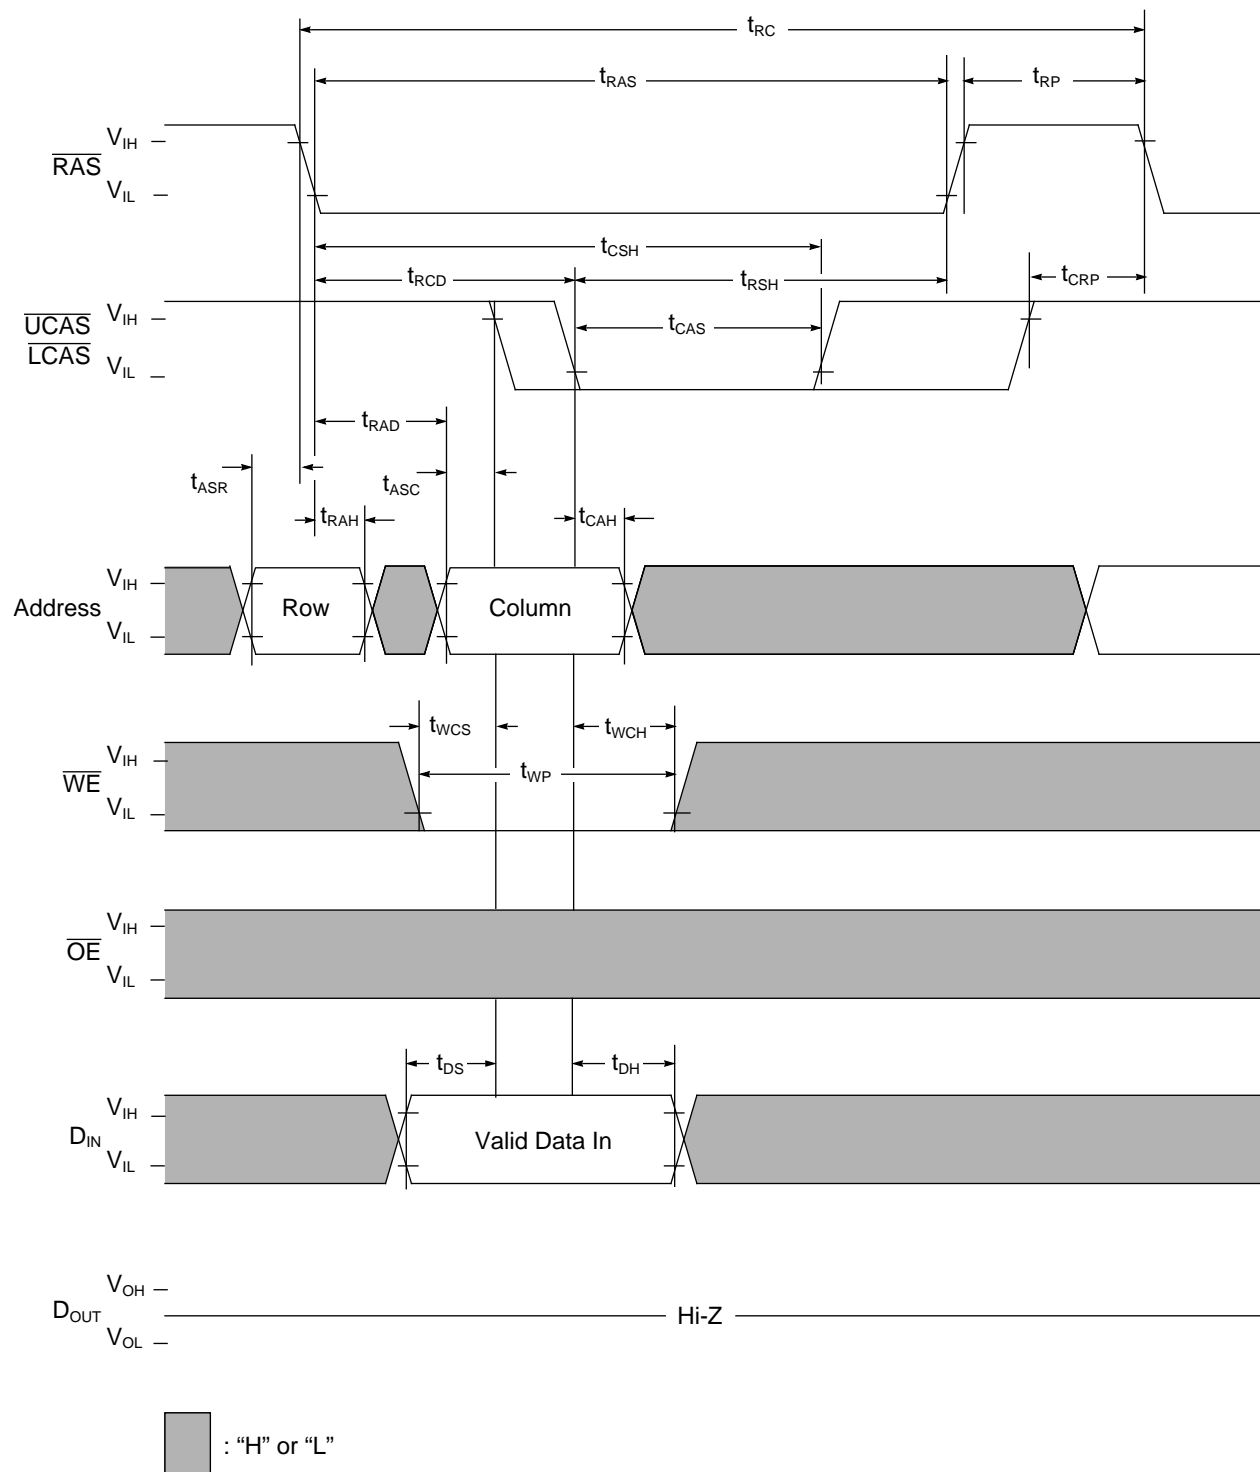 tRC
tRAS
tRP
VIH
RAS
VIL
tCSH
tRCD
tRSH
tCRP
UCAS
LCAS
VIH
VIL
tCAS
tRAD
tASR
tASC
tRAH
tCAH
Address
VIH
VIL
Row
Column
tWCS
tWCH
tWP
VIH
WE
VIL
VIH
OE
VIL
tDS
tDH
VIH
DIN
VIL
Valid Data In
VOH
DOUT
VOL
Hi-Z
: “H” or “L”